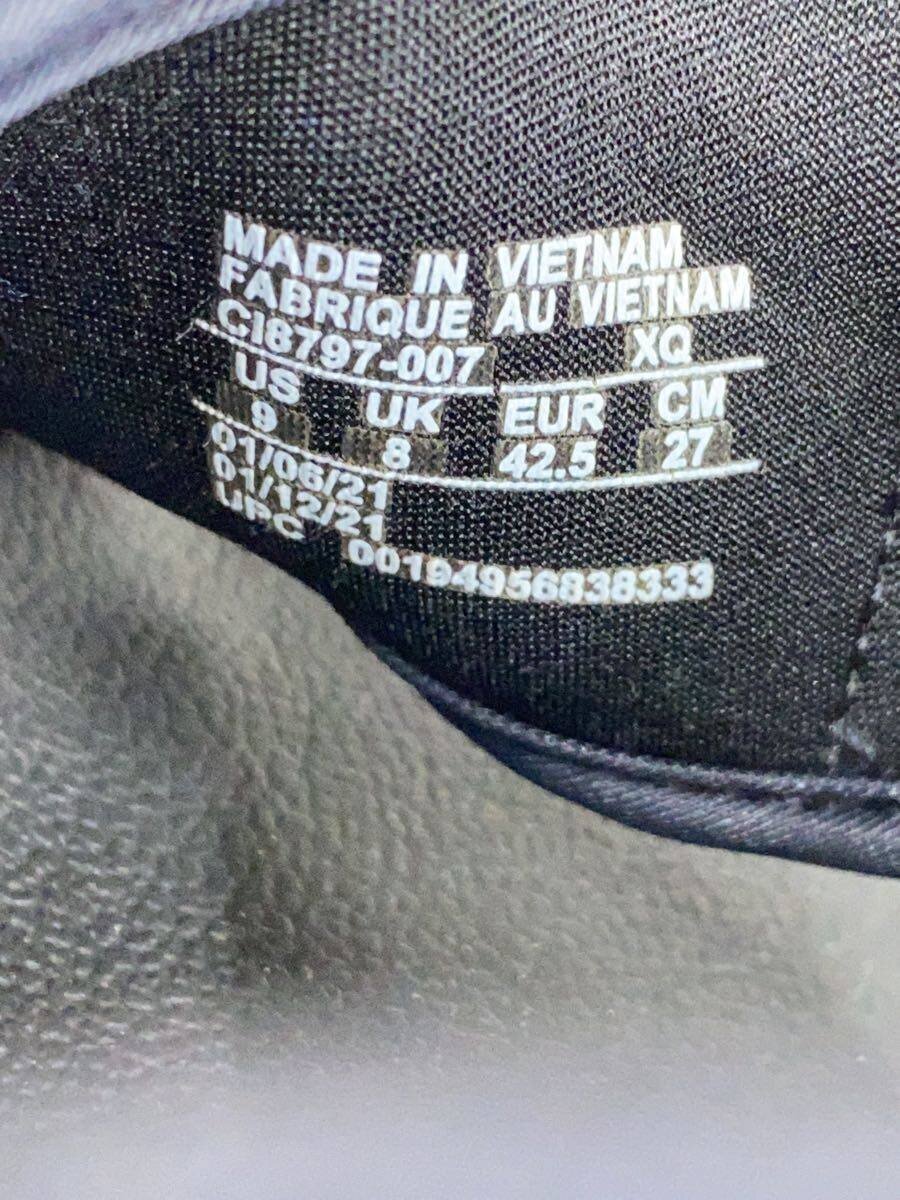 MADE IN VIETNAM
FABRIQUE AU VIETNAM
CI8797-007 XQ
US UK EUR CM
9 8 42.5 27
01/06/21
01/12/21
UPC 00194956838333